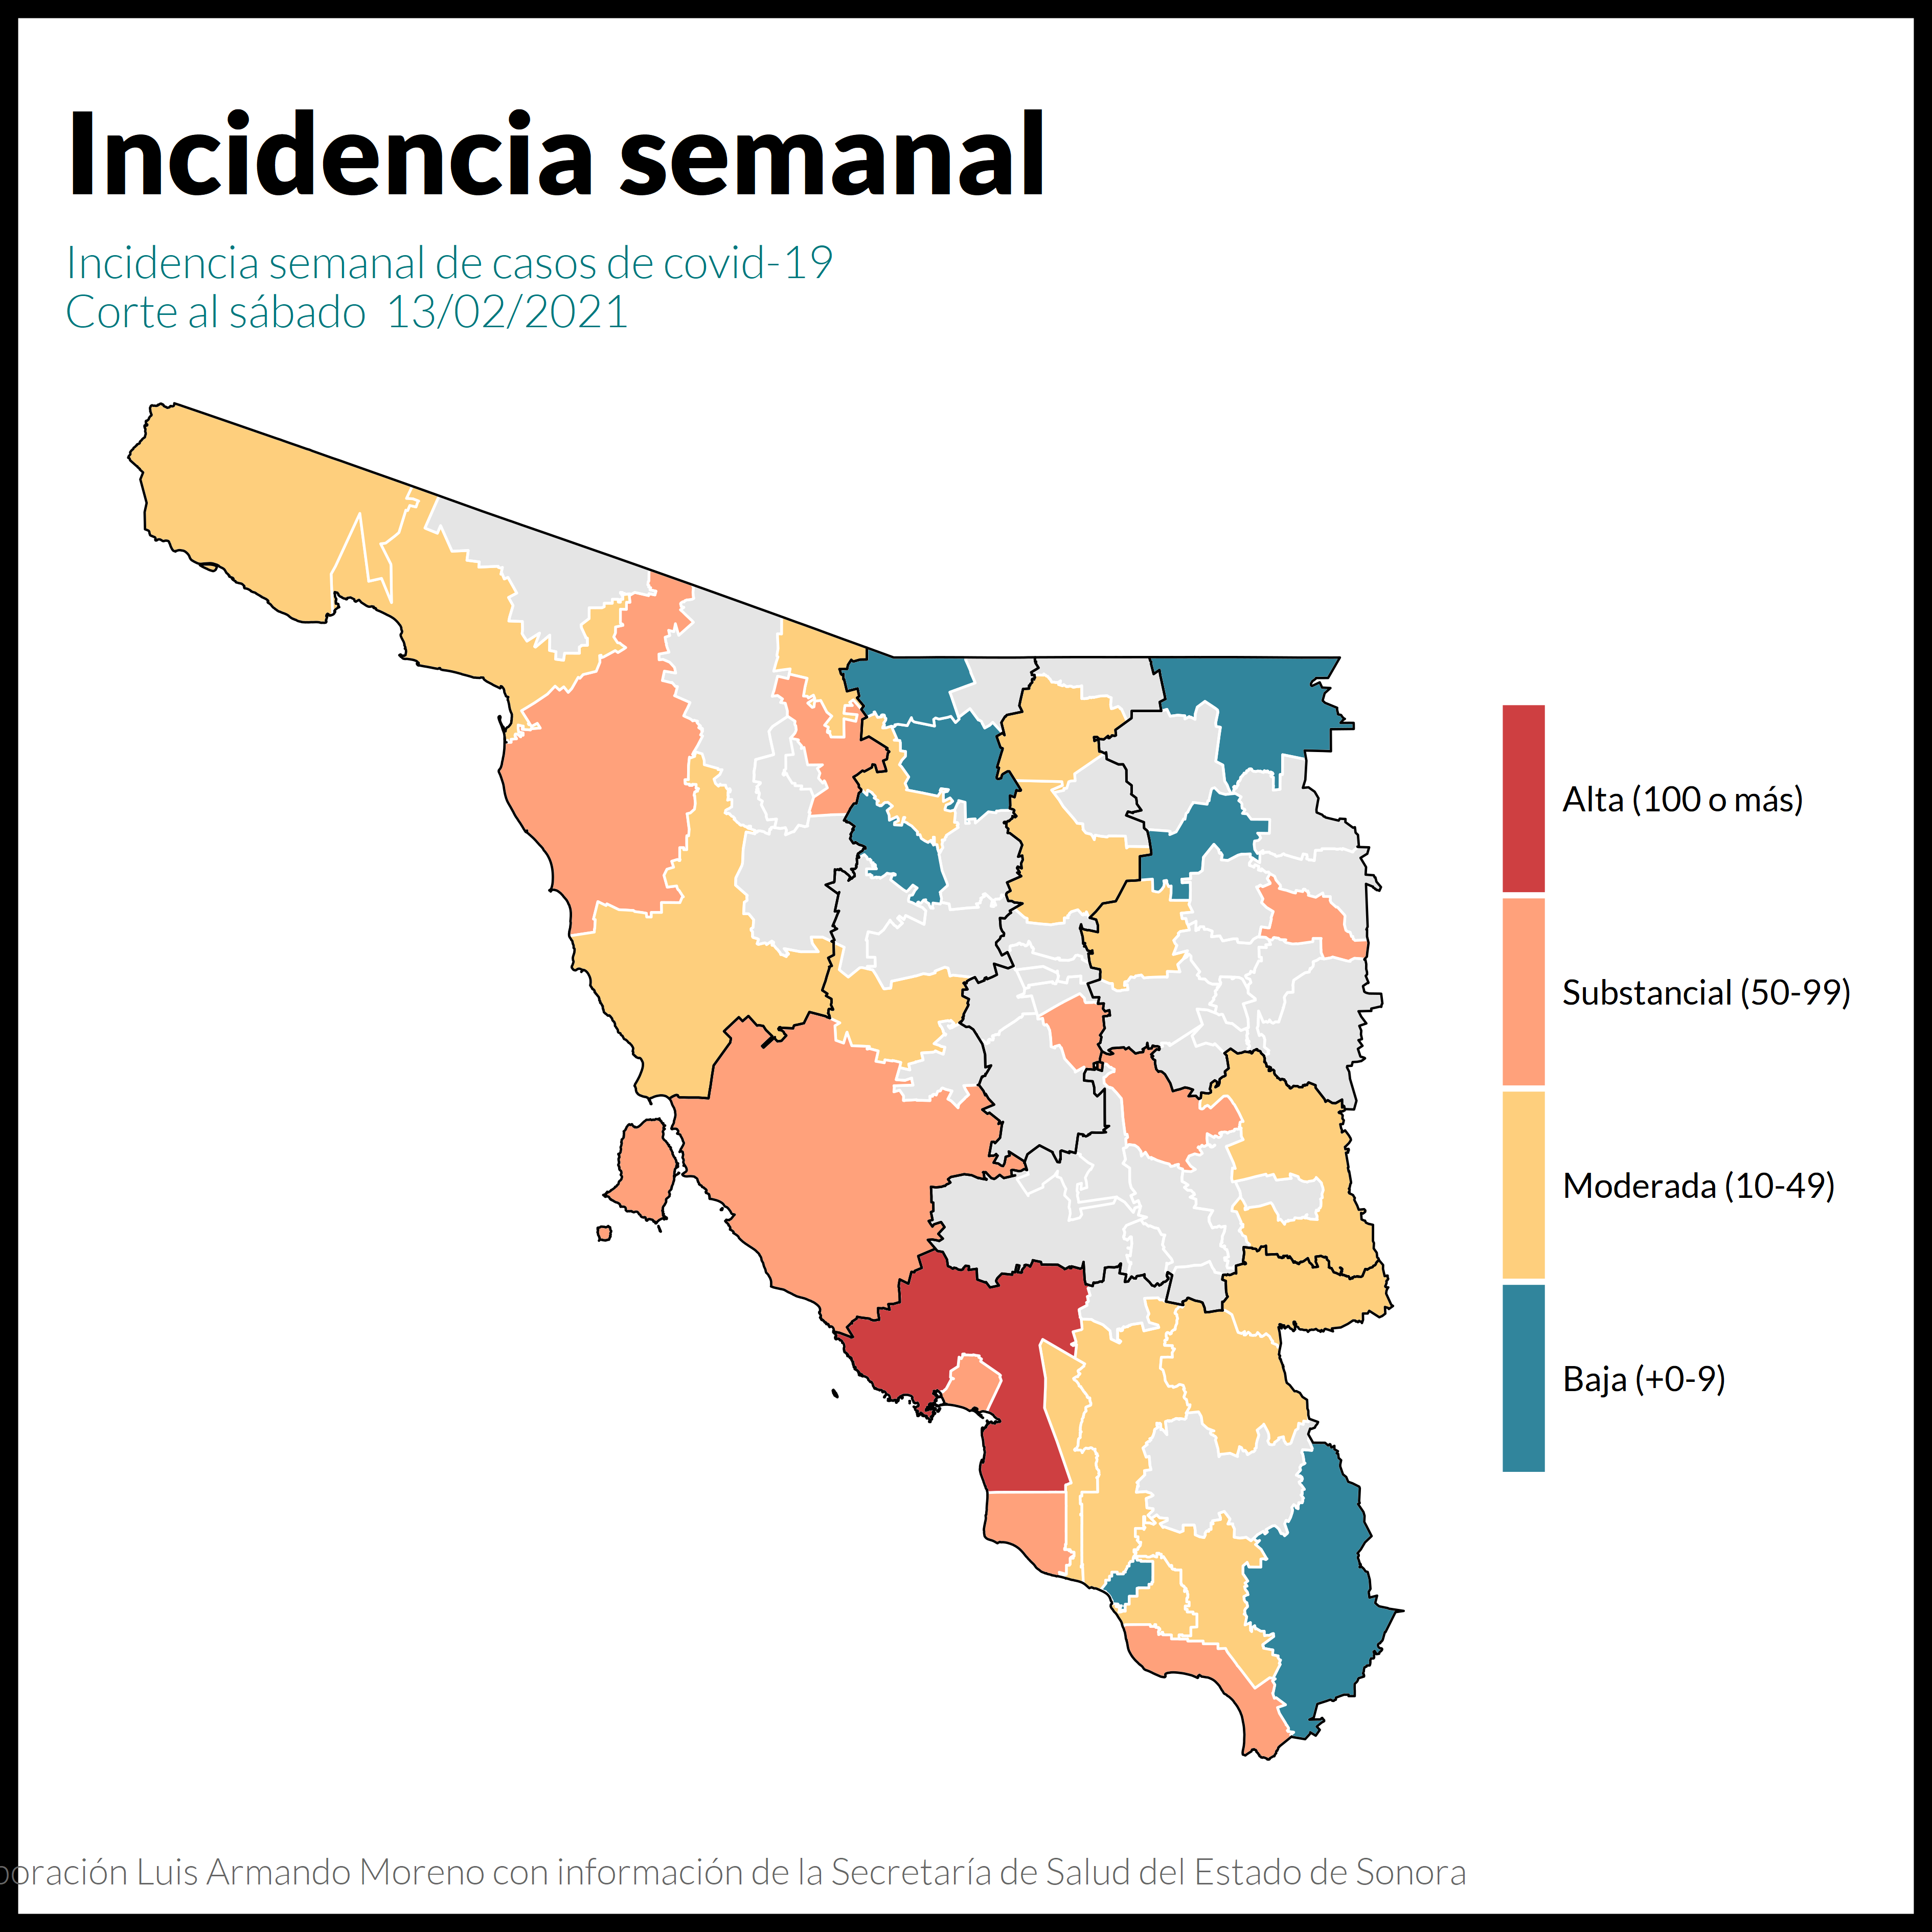 Incidencia semanal
Incidencia semanal de casos de covid-19
Corte al sábado 13/02/2021
Alta (100 o más)
Substancial (50-99)
Moderada (10-49)
Baja (+0-9)
Luis Armando Moreno con información de la Secretaría de Salud del Estado de Sonora